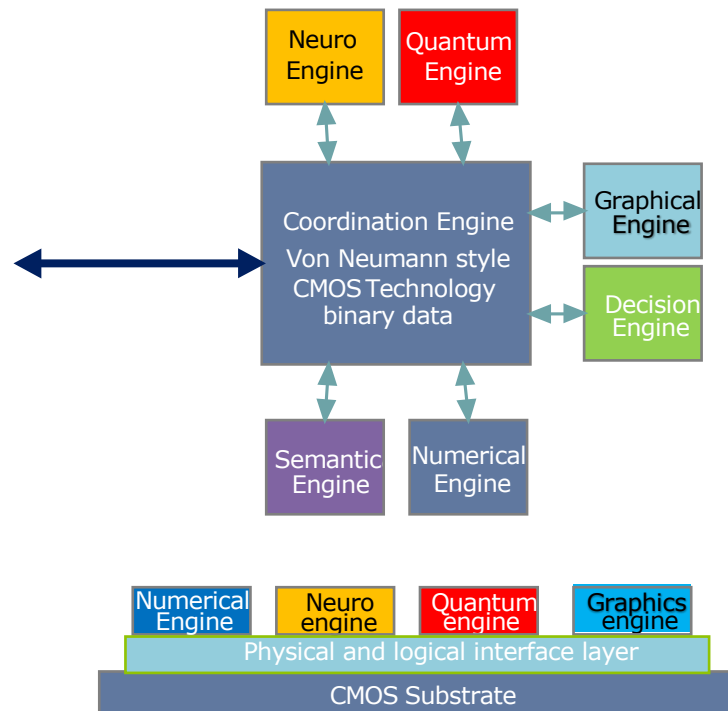 Neuro
Engine
Quantum
Engine
Coordination Engine
Von Neumann style
CMOS Technology
binary data
Graphical
Engine
Decision
Engine
Semantic
Engine
Numerical
Engine
Numerical
Engine
Neuro
engine
Quantum
engine
Graphics
engine
Physical and logical interface layer
CMOS Substrate